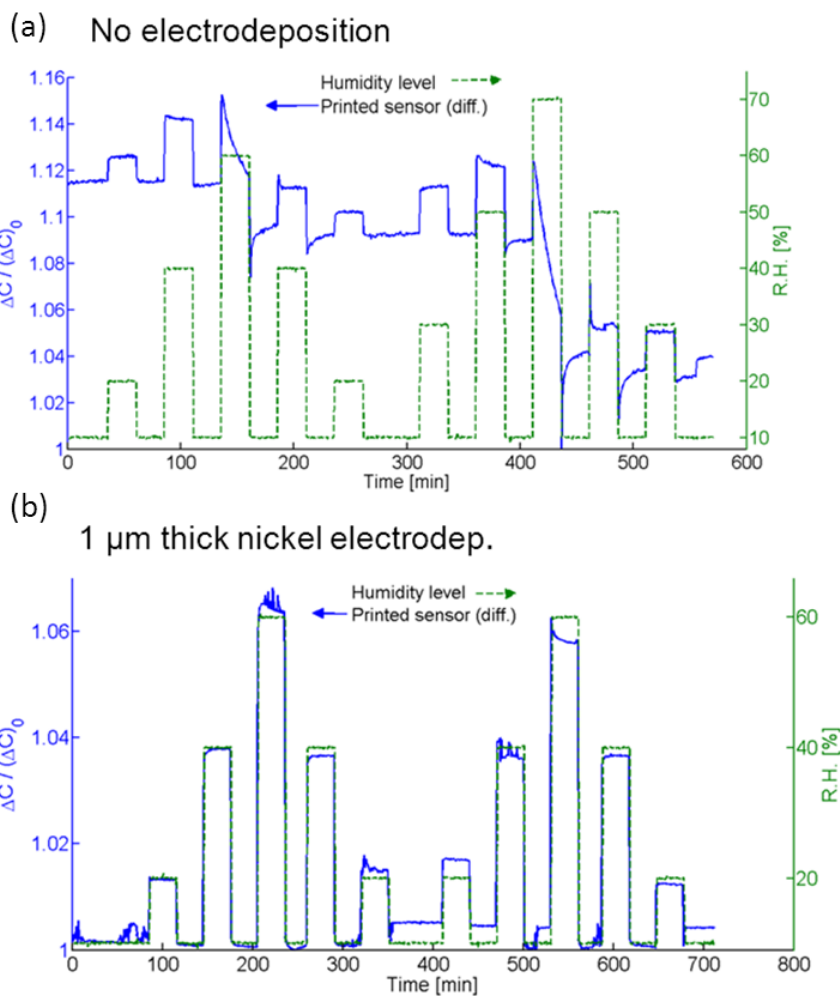 (a) No electrodeposition
Humidity level
Printed sensor (diff.)
1.16
1.14
1.12
1.1
1.08
1.06
1.04
1.02
1
ΔC / (ΔC)0
70
60
50
40
30
20
10
R.H. [%]
0 100 200 300 400 500 600
Time [min]
(b)
1 μm thick nickel electrodep.
Humidity level
Printed sensor (diff.)
1.06
1.04
1.02
1
ΔC / (ΔC)0
60
40
20
R.H. [%]
0 100 200 300 400 500 600 700 800
Time [min]